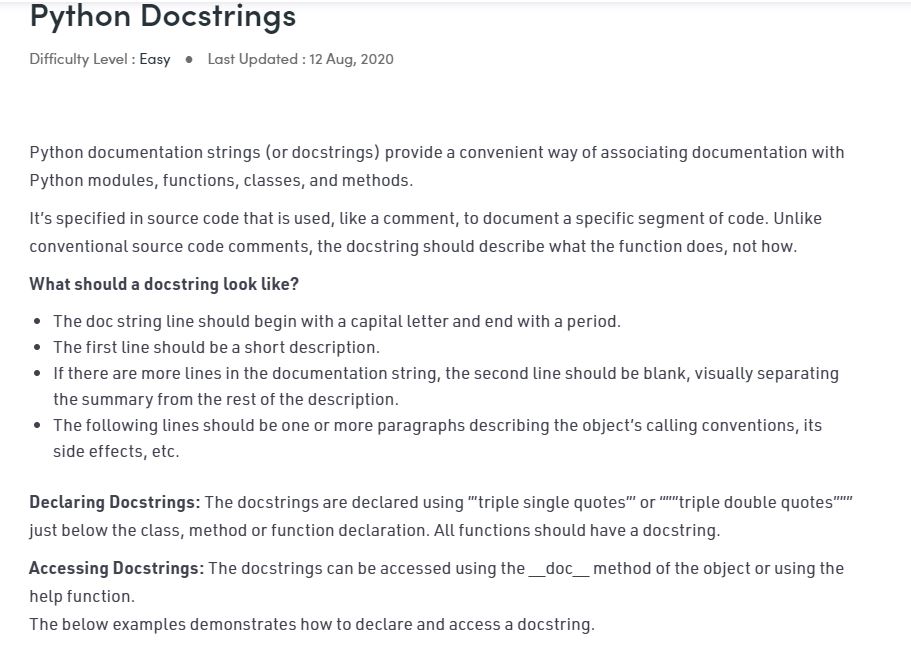 Python Docstrings
Difficulty Level : Easy ● Last Updated : 12 Aug, 2020
Python documentation strings (or docstrings) provide a convenient way of associating documentation with
Python modules, functions, classes, and methods.
It’s specified in source code that is used, like a comment, to document a specific segment of code. Unlike
conventional source code comments, the docstring should describe what the function does, not how.
What should a docstring look like?
• The doc string line should begin with a capital letter and end with a period.
• The first line should be a short description.
• If there are more lines in the documentation string, the second line should be blank, visually separating
the summary from the rest of the description.
• The following lines should be one or more paragraphs describing the object’s calling conventions, its
side effects, etc.
Declaring Docstrings: The docstrings are declared using ”’triple single quotes”’ or “””triple double quotes”””
just below the class, method or function declaration. All functions should have a docstring.
Accessing Docstrings: The docstrings can be accessed using the __doc__ method of the object or using the
help function.
The below examples demonstrates how to declare and access a docstring.